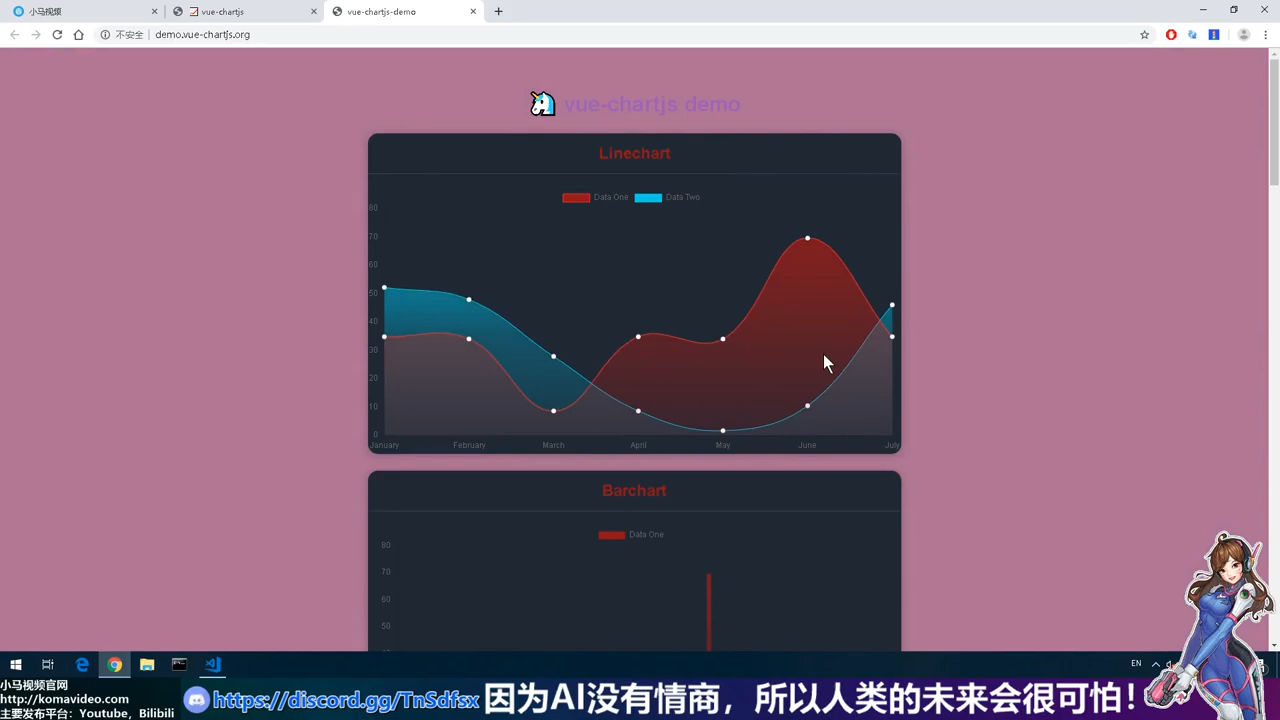 小马视频
vue-chartjs
vue-chartjs-demo
不安全
demo.vue-chartjs.org
vue-chartjs demo
Linechart
Data One
Data Two
80
70
60
50
40
30
20
10
0
January
February
March
April
May
June
July
Barchart
Data One
80
70
60
50
EN
小马视频官网
http://komavideo.com
主要发布平台：Youtube, Bilibili
https://discord.gg/TnSdfsx
因为AI没有情商，所以人类的未来会很可怕！